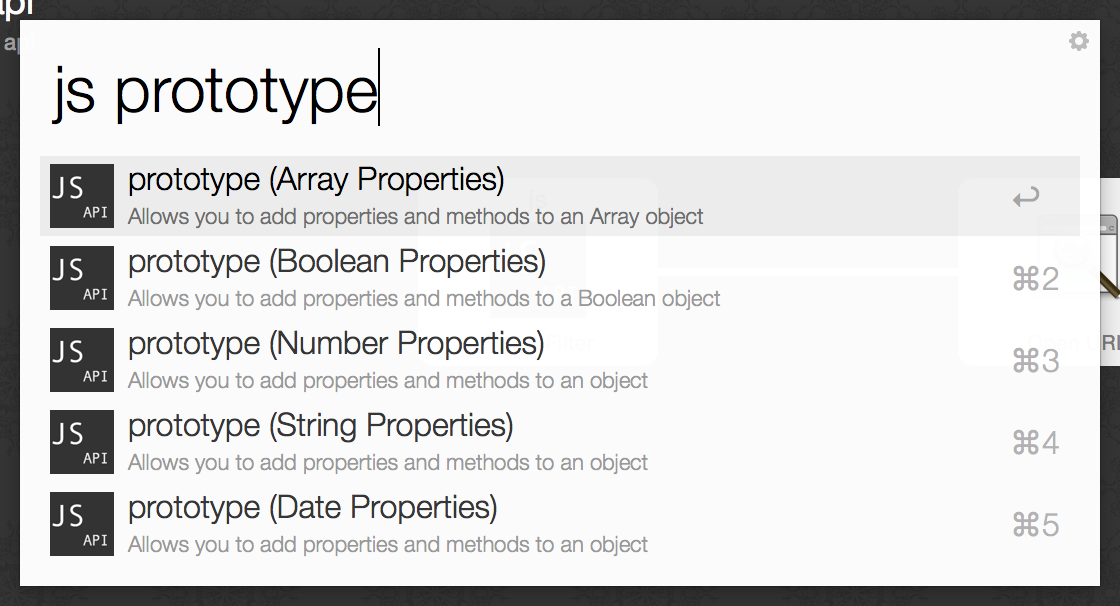 api
api
js prototype
JS
API
prototype (Array Properties)
Allows you to add properties and methods to an Array object
↩
JS
API
prototype (Boolean Properties)
Allows you to add properties and methods to a Boolean object
⌘2
JS
API
prototype (Number Properties)
Allows you to add properties and methods to an object
⌘3
JS
API
prototype (String Properties)
Allows you to add properties and methods to an object
⌘4
JS
API
prototype (Date Properties)
Allows you to add properties and methods to an object
⌘5